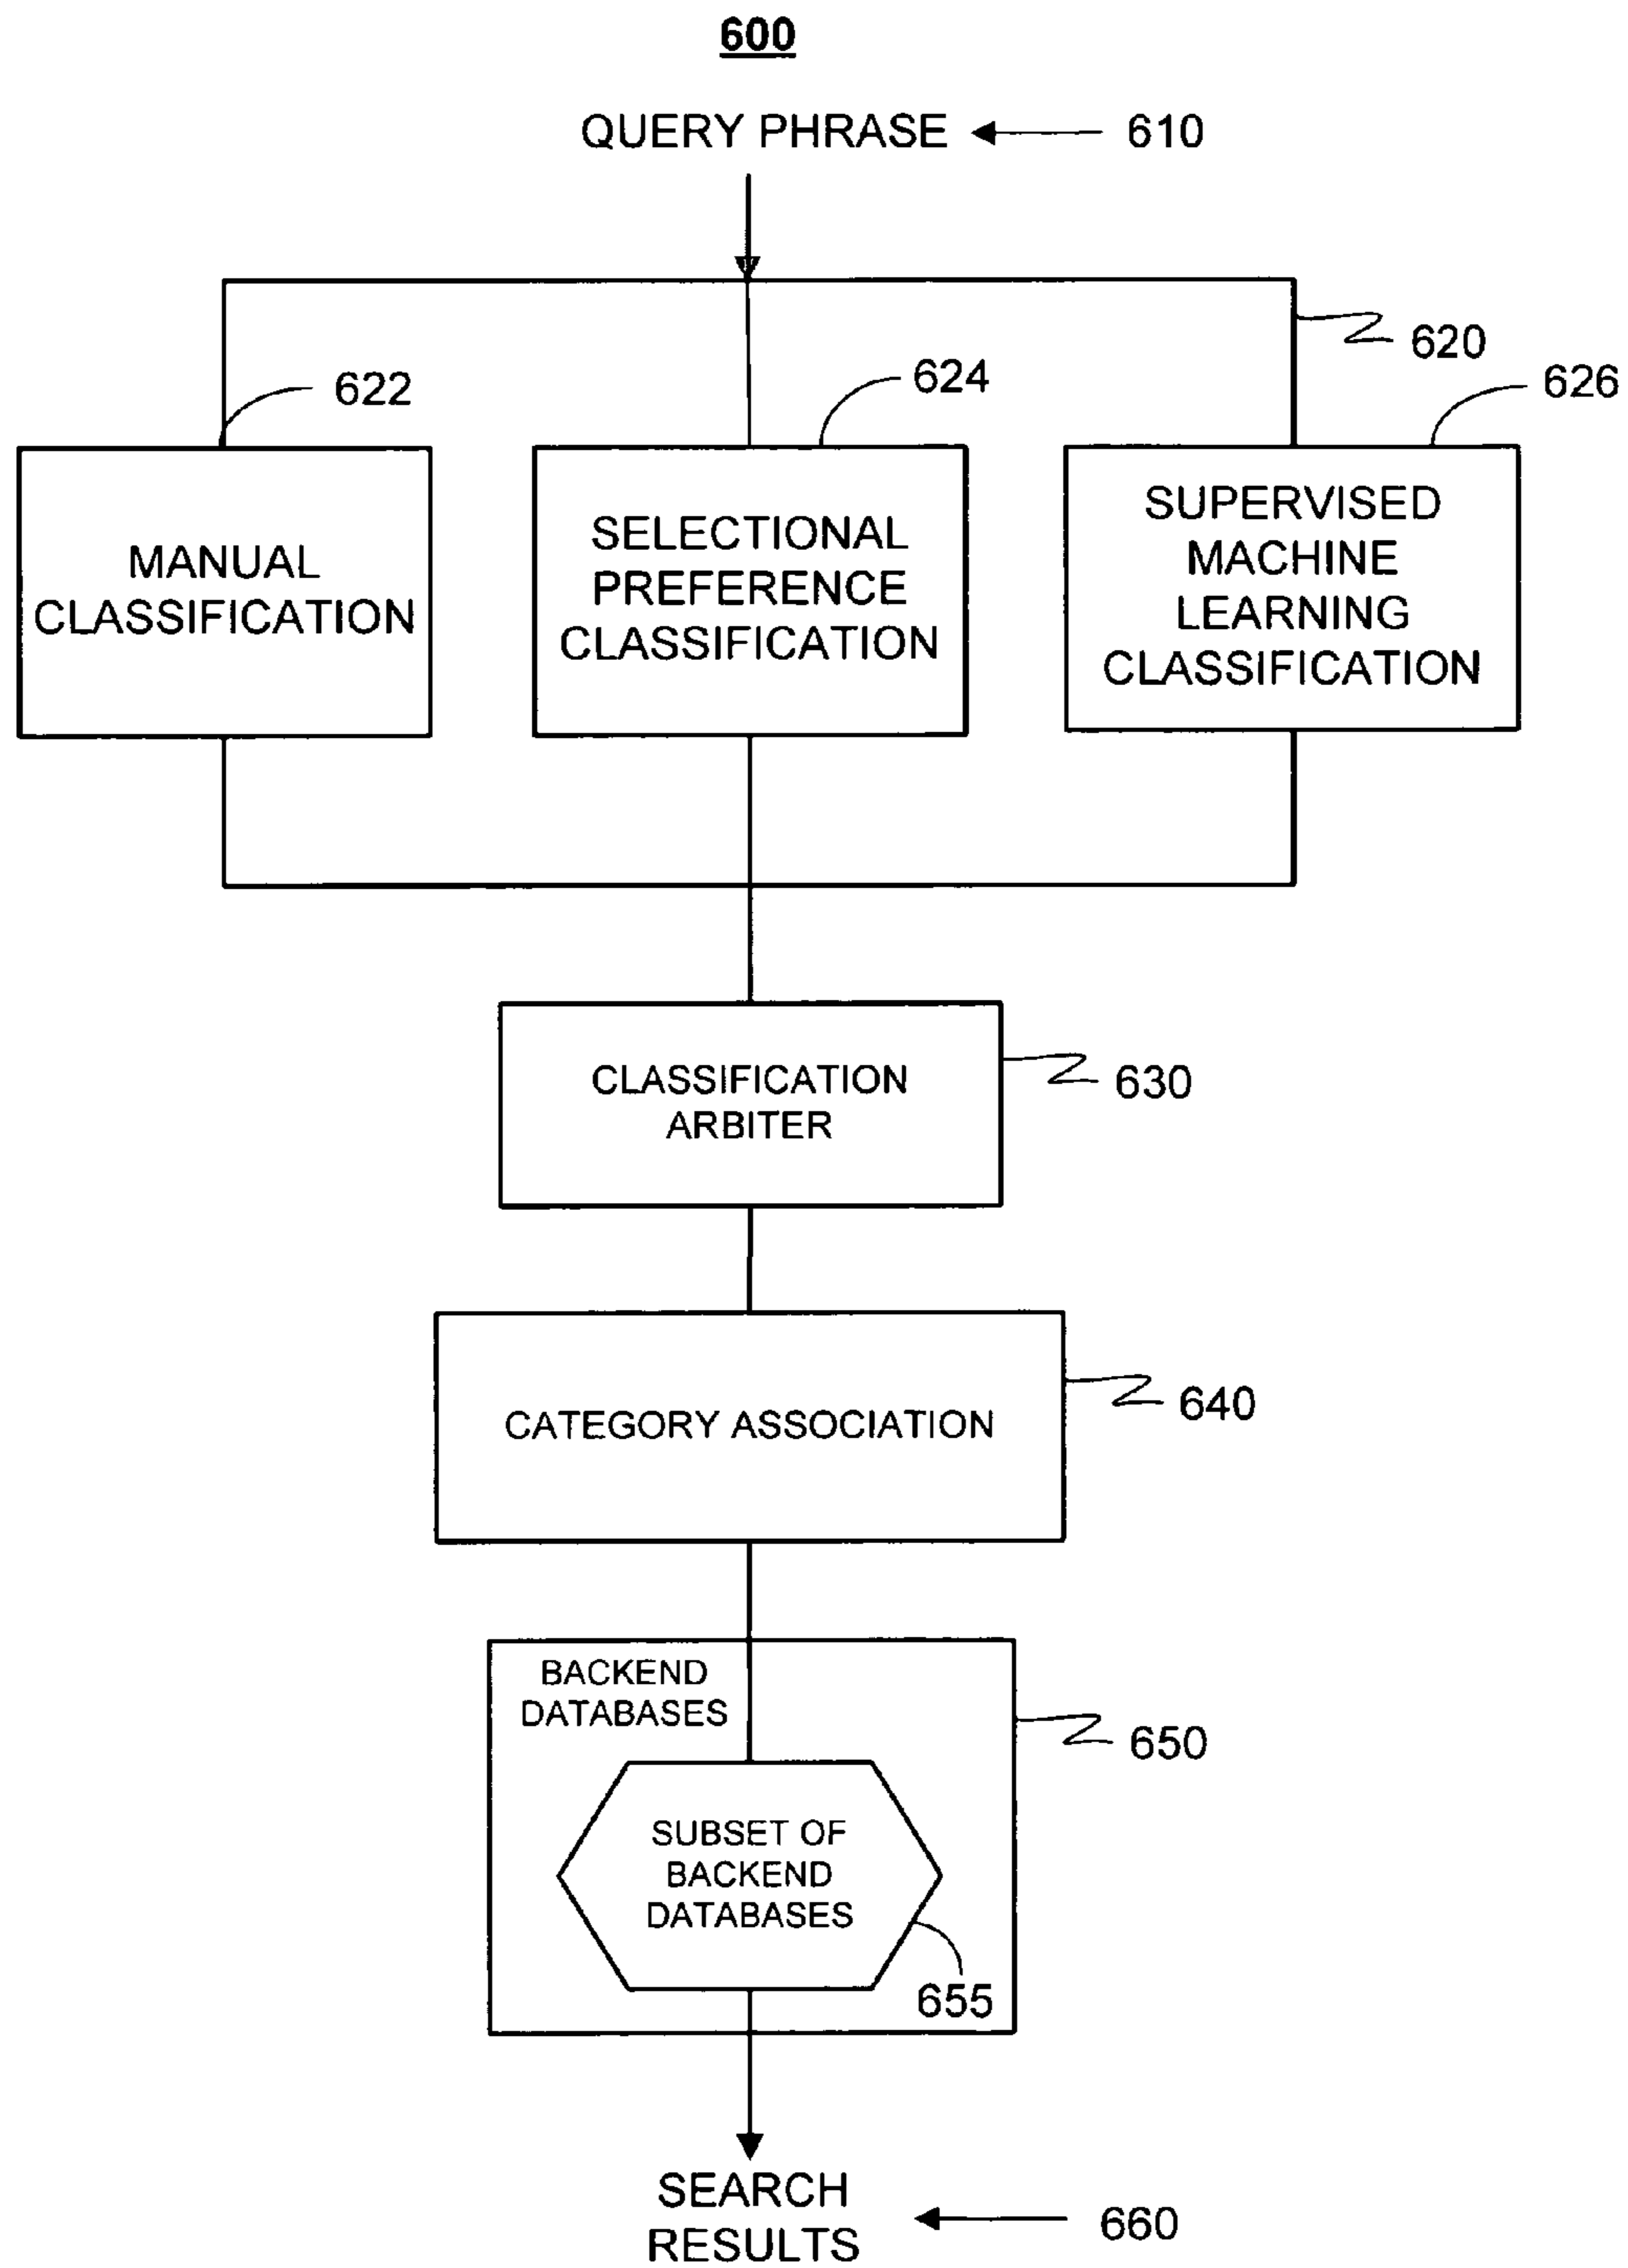 600
QUERY PHRASE
610
620
622
624
626
MANUAL
CLASSIFICATION
SELECTIONAL
PREFERENCE
CLASSIFICATION
SUPERVISED
MACHINE
LEARNING
CLASSIFICATION
CLASSIFICATION
ARBITER
630
CATEGORY ASSOCIATION
640
BACKEND
DATABASES
650
SUBSET OF
BACKEND
DATABASES
655
SEARCH
RESULTS
660